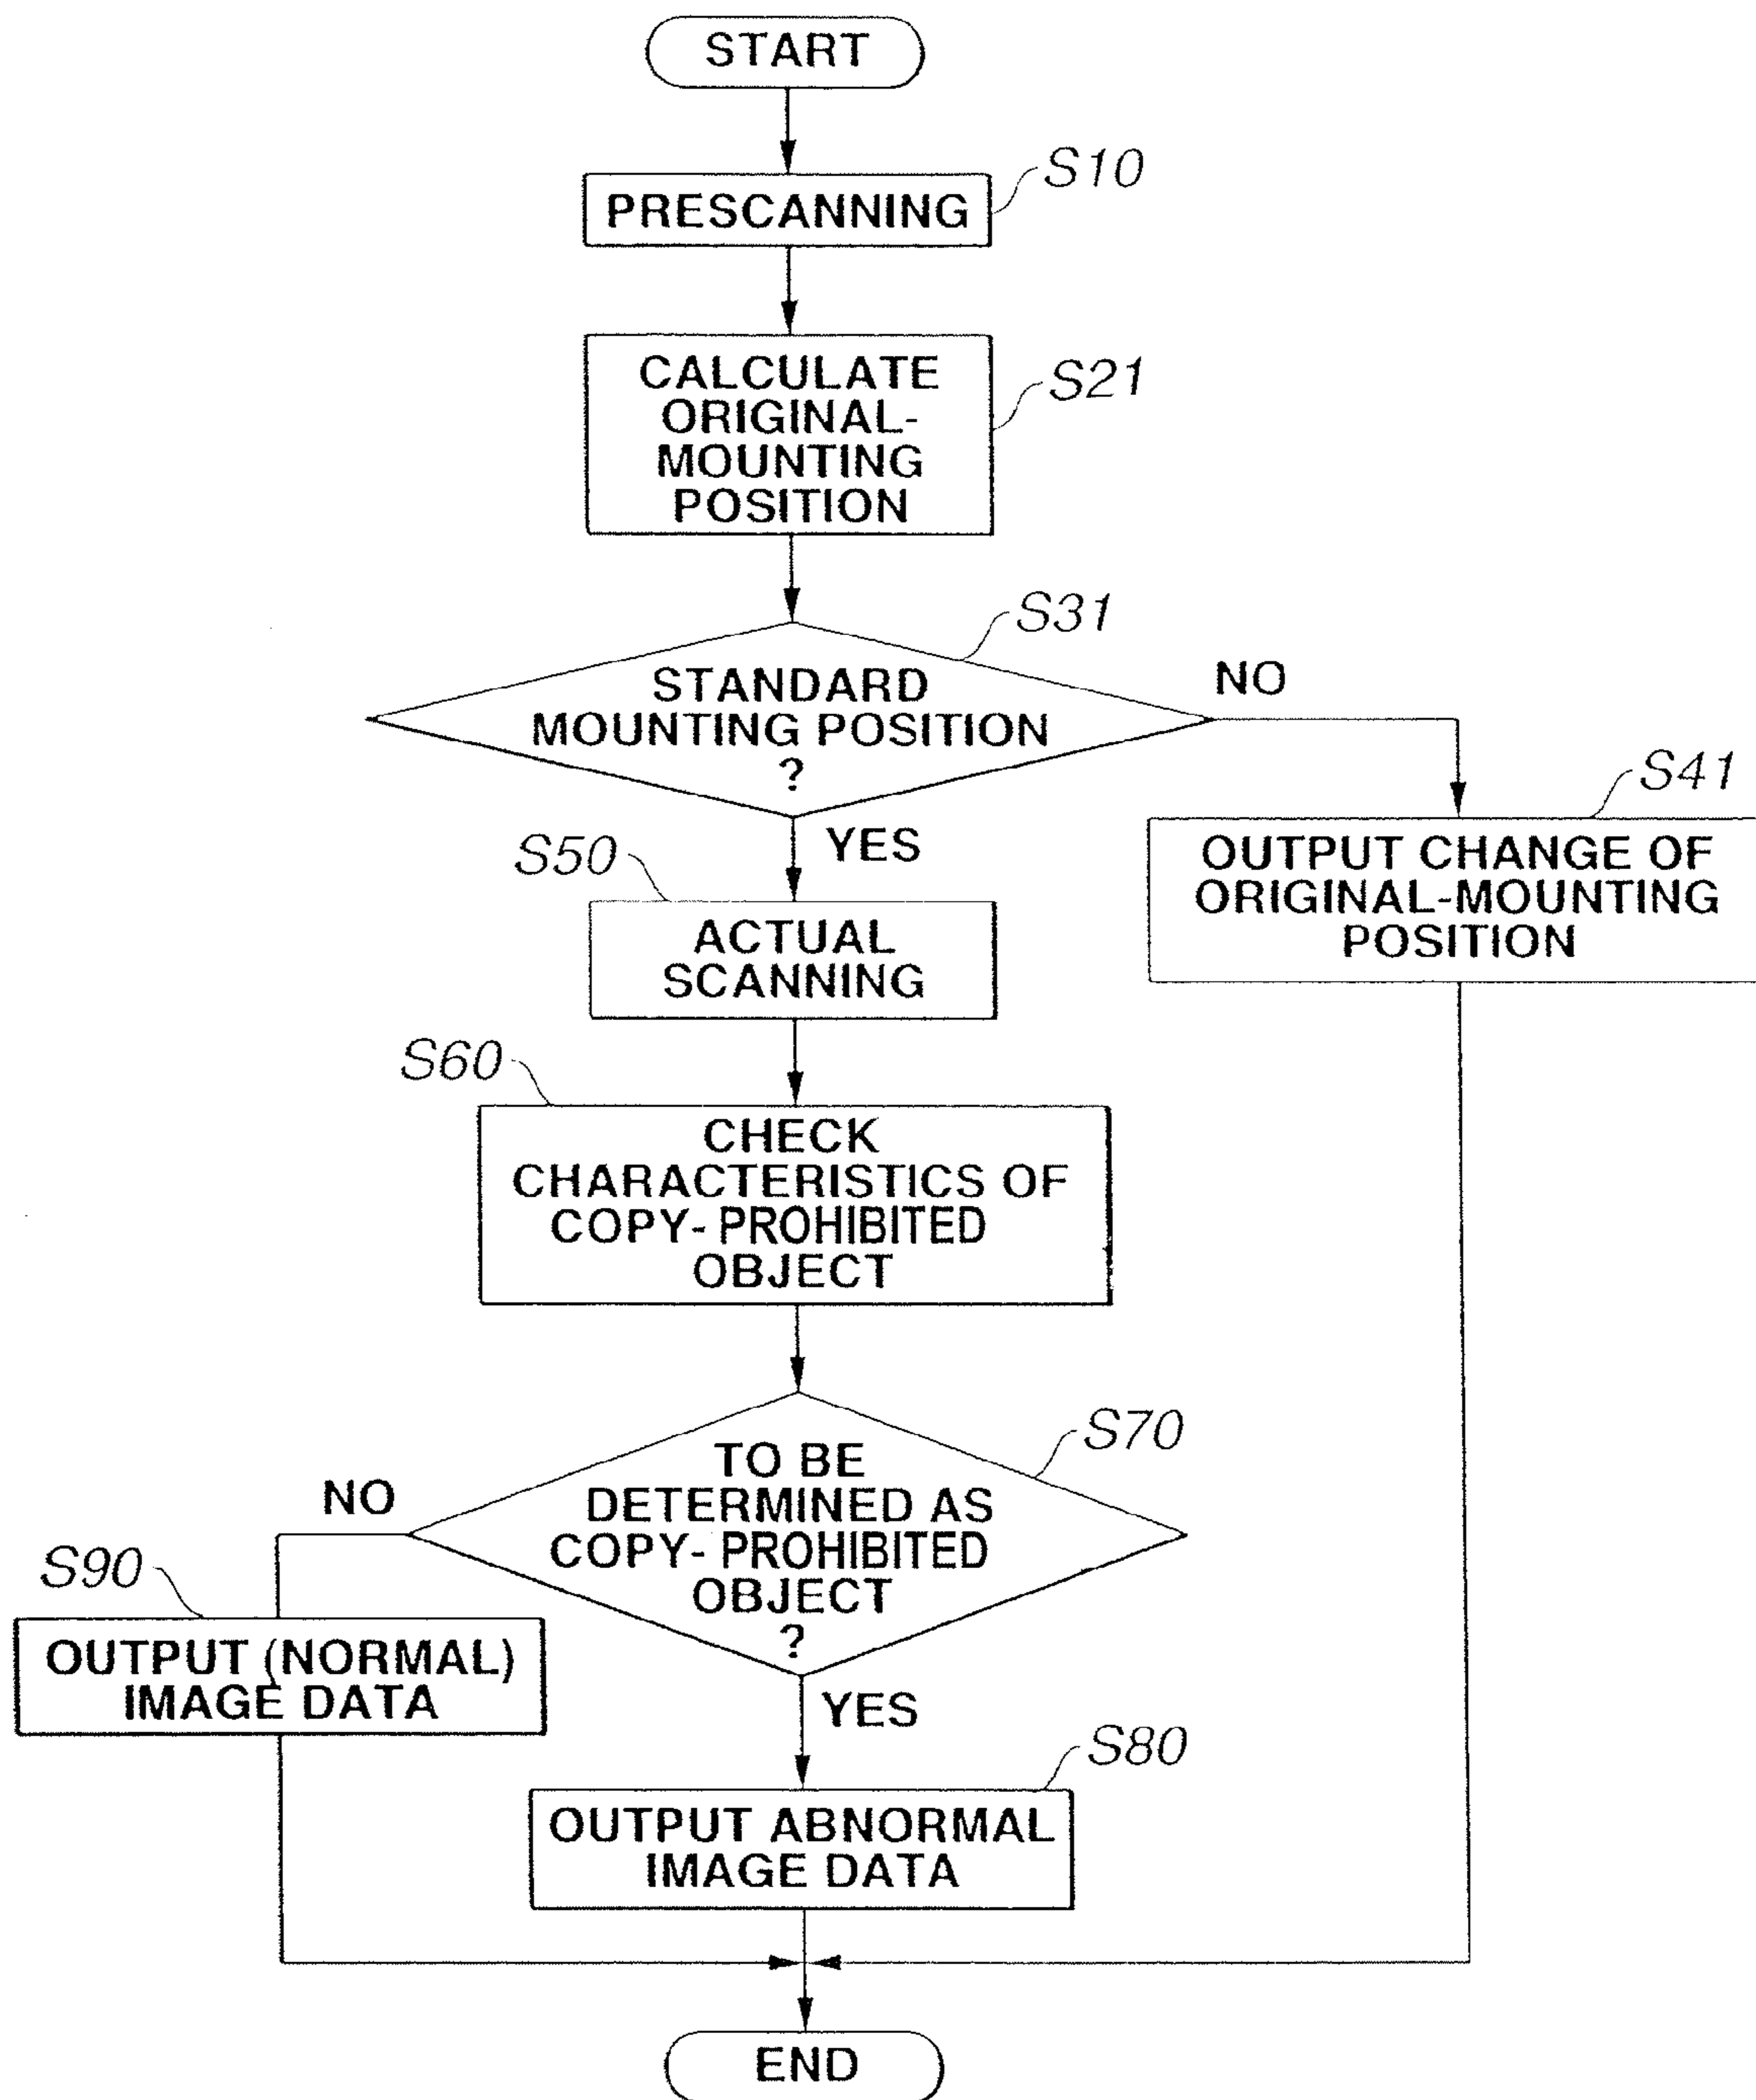 START
S10
PRESCANNING
S21
CALCULATE
ORIGINAL-
MOUNTING
POSITION
S31
STANDARD
MOUNTING POSITION
?
NO
YES
S41
OUTPUT CHANGE OF
ORIGINAL-MOUNTING
POSITION
S50
ACTUAL
SCANNING
S60
CHECK
CHARACTERISTICS OF
COPY- PROHIBITED
OBJECT
S70
TO BE
DETERMINED AS
COPY- PROHIBITED
OBJECT
?
NO
YES
S90
OUTPUT (NORMAL)
IMAGE DATA
S80
OUTPUT ABNORMAL
IMAGE DATA
END